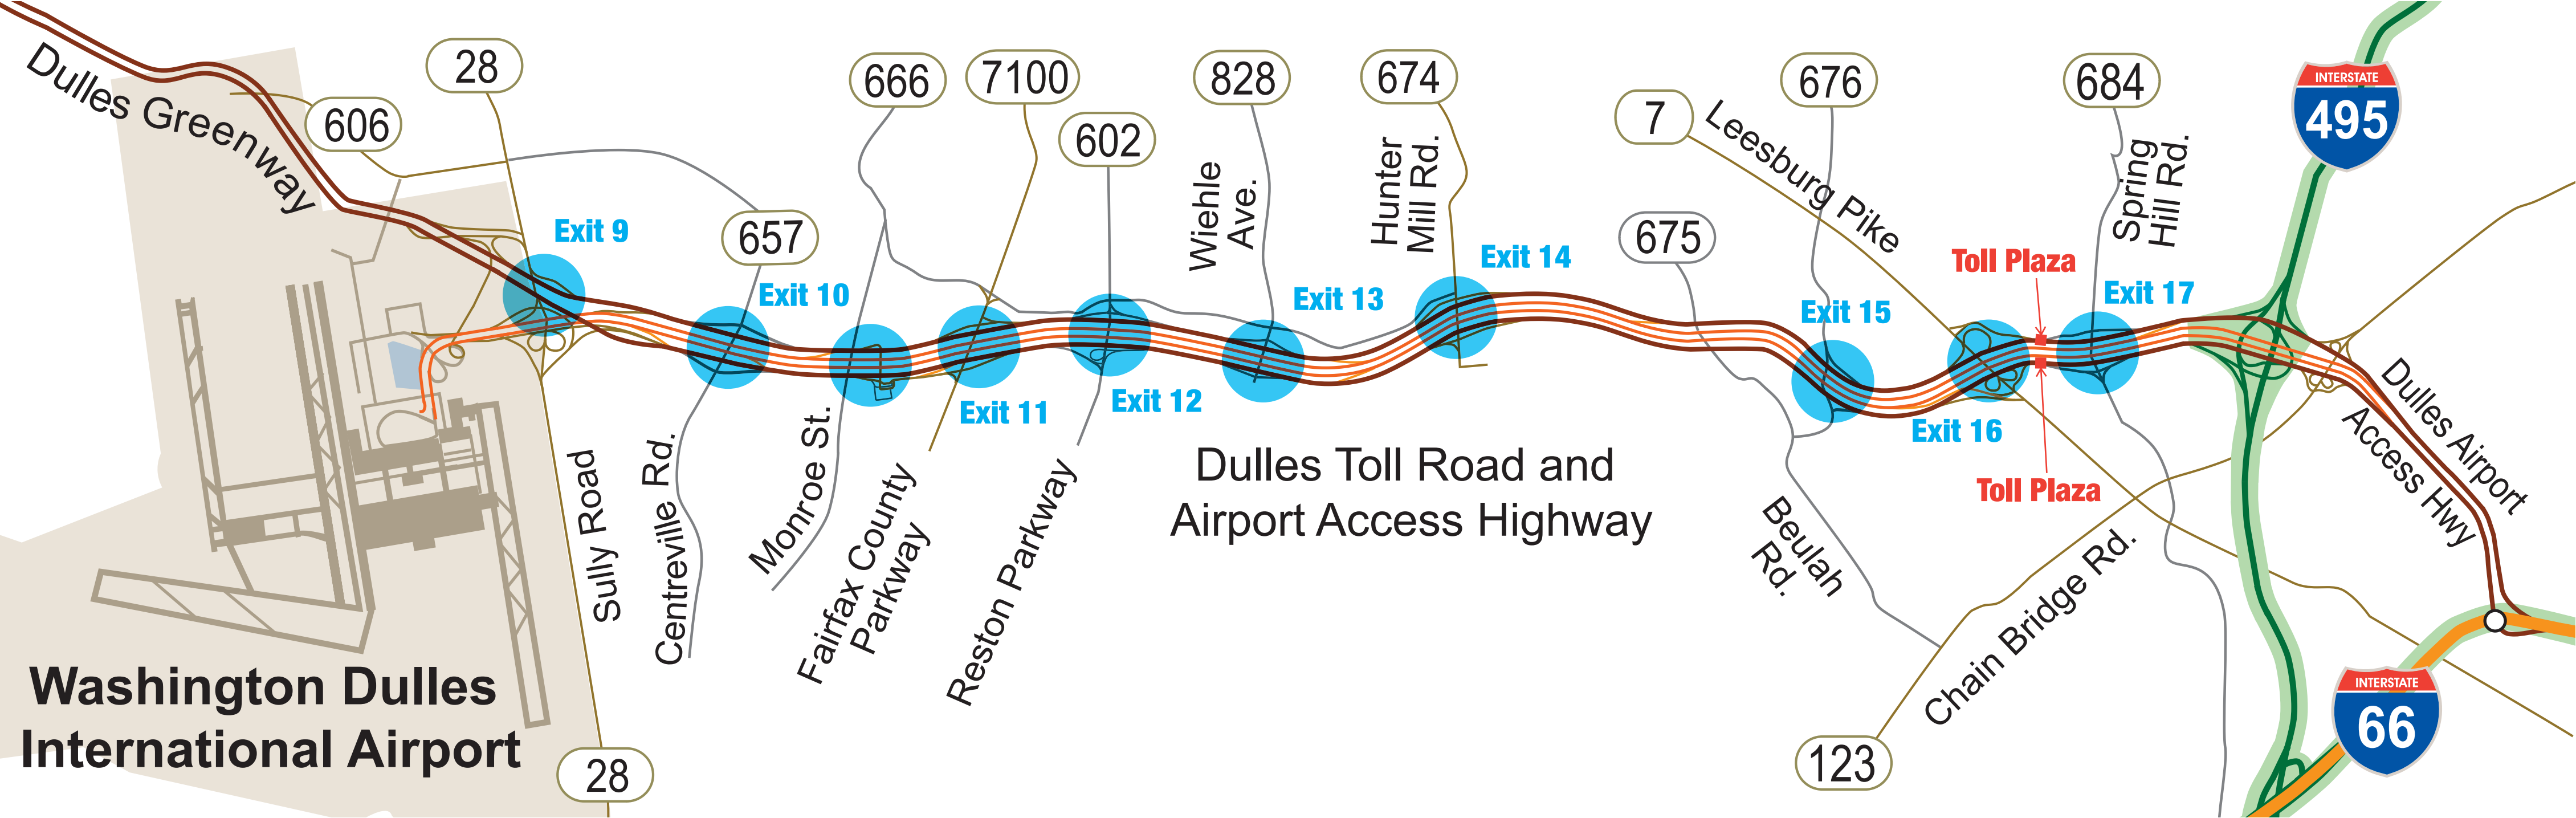 Dulles Greenway
606
28
666
7100
602
828
674
7
676
684
INTERSTATE
495
657
675
Wiehle
Ave.
Hunter
Mill Rd.
Leesburg Pike
Spring
Hill Rd.
Exit 9
Exit 10
Exit 11
Exit 12
Exit 13
Exit 14
Exit 15
Exit 16
Exit 17
Toll Plaza
Toll Plaza
Dulles Airport
Access Hwy
Dulles Toll Road and
Airport Access Highway
Sully Road
Centreville Rd.
Monroe St.
Fairfax County
Parkway
Reston Parkway
Beulah
Rd.
Chain Bridge Rd.
Washington Dulles
International Airport
28
123
INTERSTATE
66